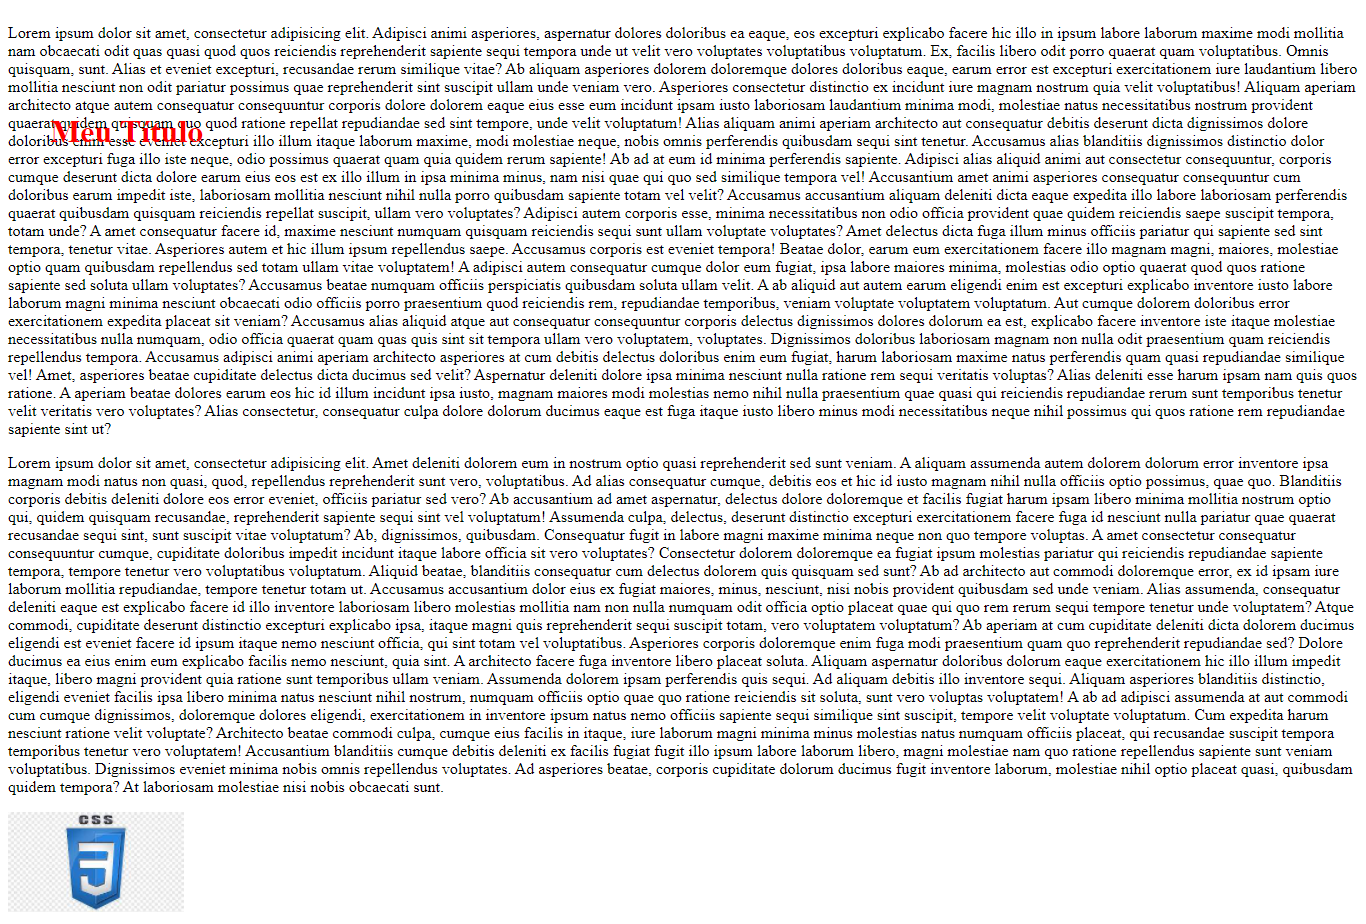 Lorem ipsum dolor sit amet, consectetur adipisicing elit. Adipisci animi asperiores, aspernatur dolores doloribus ea eaque, eos excepturi explicabo facere hic illo in ipsum labore laborum maxime modi mollitia
nam obcaecati odit quas quasi quod quos reiciendis reprehenderit sapiente sequi tempora unde ut velit vero voluptates voluptatibus voluptatum. Ex, facilis libero odit porro quaerat quam voluptatibus. Omnis
quisquam, sunt. Alias et eveniet excepturi, recusandae rerum similique vitae? Ab aliquam asperiores dolorem doloremque dolores doloribus eaque, earum error est excepturi exercitationem iure laudantium libero
mollitia nesciunt non odit pariatur possimus quae reprehenderit sint suscipit ullam unde veniam vero. Asperiores consectetur distinctio ex incidunt iure magnam nostrum quia velit voluptatibus! Aliquam aperiam
architecto atque autem consequatur consequuntur corporis dolore dolorem eaque eius esse eum incidunt ipsam iusto laboriosam laudantium minima modi, molestiae natus necessitatibus nostrum provident
quaerat quidem quisquam quo quod ratione repellat repudiandae sed sint tempore, unde velit voluptatum! Alias aliquam animi aperiam architecto aut consequatur debitis deserunt dicta dignissimos dolore
Meu Titulo
doloribus enim esse eveniet excepturi illo illum itaque laborum maxime, modi molestiae neque, nobis omnis perferendis quibusdam sequi sint tenetur. Accusamus alias blanditiis dignissimos distinctio dolor
error excepturi fuga illo iste neque, odio possimus quaerat quam quia quidem rerum sapiente! Ab ad at eum id minima perferendis sapiente. Adipisci alias aliquid animi aut consectetur consequuntur, corporis
cumque deserunt dicta dolore earum eius eos est ex illo illum in ipsa minima minus, nam nisi quae qui quo sed similique tempora vel! Accusantium amet animi asperiores consequatur consequuntur cum
doloribus earum impedit iste, laboriosam mollitia nesciunt nihil nulla porro quibusdam sapiente totam vel velit? Accusamus accusantium aliquam deleniti dicta eaque expedita illo labore laboriosam perferendis
quaerat quibusdam quisquam reiciendis repellat suscipit, ullam vero voluptates? Adipisci autem corporis esse, minima necessitatibus non odio officia provident quae quidem reiciendis saepe suscipit tempora,
totam unde? A amet consequatur facere id, maxime nesciunt numquam quisquam reiciendis sequi sunt ullam voluptate voluptates? Amet delectus dicta fuga illum minus officiis pariatur qui sapiente sed sint
tempora, tenetur vitae. Asperiores autem et hic illum ipsum repellendus saepe. Accusamus corporis est eveniet tempora! Beatae dolor, earum eum exercitationem facere illo magnam magni, maiores, molestiae
optio quam quibusdam repellendus sed totam ullam vitae voluptatem! A adipisci autem consequatur cumque dolor eum fugiat, ipsa labore maiores minima, molestias odio optio quaerat quod quos ratione
sapiente sed soluta ullam voluptates? Accusamus beatae numquam officiis perspiciatis quibusdam soluta ullam velit. A ab aliquid aut autem earum eligendi enim est excepturi explicabo inventore iusto labore
laborum magni minima nesciunt obcaecati odio officiis porro praesentium quod reiciendis rem, repudiandae temporibus, veniam voluptate voluptatem voluptatum. Aut cumque dolorem doloribus error
exercitationem expedita placeat sit veniam? Accusamus alias aliquid atque aut consequatur consequuntur corporis delectus dignissimos dolores dolorum ea est, explicabo facere inventore iste itaque molestiae
necessitatibus nulla numquam, odio officia quaerat quam quas quis sint sit tempora ullam vero voluptatem, voluptates. Dignissimos doloribus laboriosam magnam non nulla odit praesentium quam reiciendis
repellendus tempora. Accusamus adipisci animi aperiam architecto asperiores at cum debitis delectus doloribus enim eum fugiat, harum laboriosam maxime natus perferendis quam quasi repudiandae similique
vel! Amet, asperiores beatae cupiditate delectus dicta ducimus sed velit? Aspernatur deleniti dolore ipsa minima nesciunt nulla ratione rem sequi veritatis voluptas? Alias deleniti esse harum ipsam nam quis quos
ratione. A aperiam beatae dolores earum eos hic id illum incidunt ipsa iusto, magnam maiores modi molestias nemo nihil nulla praesentium quae quasi qui reiciendis repudiandae rerum sunt temporibus tenetur
velit veritatis vero voluptates? Alias consectetur, consequatur culpa dolore dolorum ducimus eaque est fuga itaque iusto libero minus modi necessitatibus neque nihil possimus qui quos ratione rem repudiandae
sapiente sint ut?
Lorem ipsum dolor sit amet, consectetur adipisicing elit. Amet deleniti dolorem eum in nostrum optio quasi reprehenderit sed sunt veniam. A aliquam assumenda autem dolorem dolorum error inventore ipsa
magnam modi natus non quasi, quod, repellendus reprehenderit sunt vero, voluptatibus. Ad alias consequatur cumque, debitis eos et hic id iusto magnam nihil nulla officiis optio possimus, quae quo. Blanditiis
corporis debitis deleniti dolore eos error eveniet, officiis pariatur sed vero? Ab accusantium ad amet aspernatur, delectus dolore doloremque et facilis fugiat harum ipsam libero minima mollitia nostrum optio
qui, quidem quisquam recusandae, reprehenderit sapiente sequi sint vel voluptatum! Assumenda culpa, delectus, deserunt distinctio excepturi exercitationem facere fuga id nesciunt nulla pariatur quae quaerat
recusandae sequi sint, sunt suscipit vitae voluptatum? Ab, dignissimos, quibusdam. Consequatur fugit in labore magni maxime minima neque non quo tempore voluptas. A amet consectetur consequatur
consequuntur cumque, cupiditate doloribus impedit incidunt itaque labore officia sit vero voluptates? Consectetur dolorem doloremque ea fugiat ipsum molestias pariatur qui reiciendis repudiandae sapiente
tempora, tempore tenetur vero voluptatibus voluptatum. Aliquid beatae, blanditiis consequatur cum delectus dolorem quis quisquam sed sunt? Ab ad architecto aut commodi doloremque error, ex id ipsam iure
laborum mollitia repudiandae, tempore tenetur totam ut. Accusamus accusantium dolor eius ex fugiat maiores, minus, nesciunt, nisi nobis provident quibusdam sed unde veniam. Alias assumenda, consequatur
deleniti eaque est explicabo facere id illo inventore laboriosam libero molestias mollitia nam non nulla numquam odit officia optio placeat quae qui quo rem rerum sequi tempore tenetur unde voluptatem? Atque
commodi, cupiditate deserunt distinctio excepturi explicabo ipsa, itaque magni quis reprehenderit sequi suscipit totam, vero voluptatem voluptatum? Ab aperiam at cum cupiditate deleniti dicta dolorem ducimus
eligendi est eveniet facere id ipsum itaque nemo nesciunt officia, qui sint totam vel voluptatibus. Asperiores corporis doloremque enim fuga modi praesentium quam quo reprehenderit repudiandae sed? Dolore
ducimus ea eius enim eum explicabo facilis nemo nesciunt, quia sint. A architecto facere fuga inventore libero placeat soluta. Aliquam aspernatur doloribus dolorum eaque exercitationem hic illo illum impedit
itaque, libero magni provident quia ratione sunt temporibus ullam veniam. Assumenda dolorem ipsam perferendis quis sequi. Ad aliquam debitis illo inventore sequi. Aliquam asperiores blanditiis distinctio,
eligendi eveniet facilis ipsa libero minima natus nesciunt nihil nostrum, numquam officiis optio quae quo ratione reiciendis sit soluta, sunt vero voluptas voluptatem! A ab ad adipisci assumenda at aut commodi
cum cumque dignissimos, doloremque dolores eligendi, exercitationem in inventore ipsum natus nemo officiis sapiente sequi similique sint suscipit, tempore velit voluptate voluptatum. Cum expedita harum
nesciunt ratione velit voluptate? Architecto beatae commodi culpa, cumque eius facilis in itaque, iure laborum magni minima minus molestias natus numquam officiis placeat, qui recusandae suscipit tempora
temporibus tenetur vero voluptatem! Accusantium blanditiis cumque debitis deleniti ex facilis fugiat fugit illo ipsum labore laborum libero, magni molestiae nam quo ratione repellendus sapiente sunt veniam
voluptatibus. Dignissimos eveniet minima nobis omnis repellendus voluptates. Ad asperiores beatae, corporis cupiditate dolorum ducimus fugit inventore laborum, molestiae nihil optio placeat quasi, quibusdam
quidem tempora? At laboriosam molestiae nisi nobis obcaecati sunt.
CSS